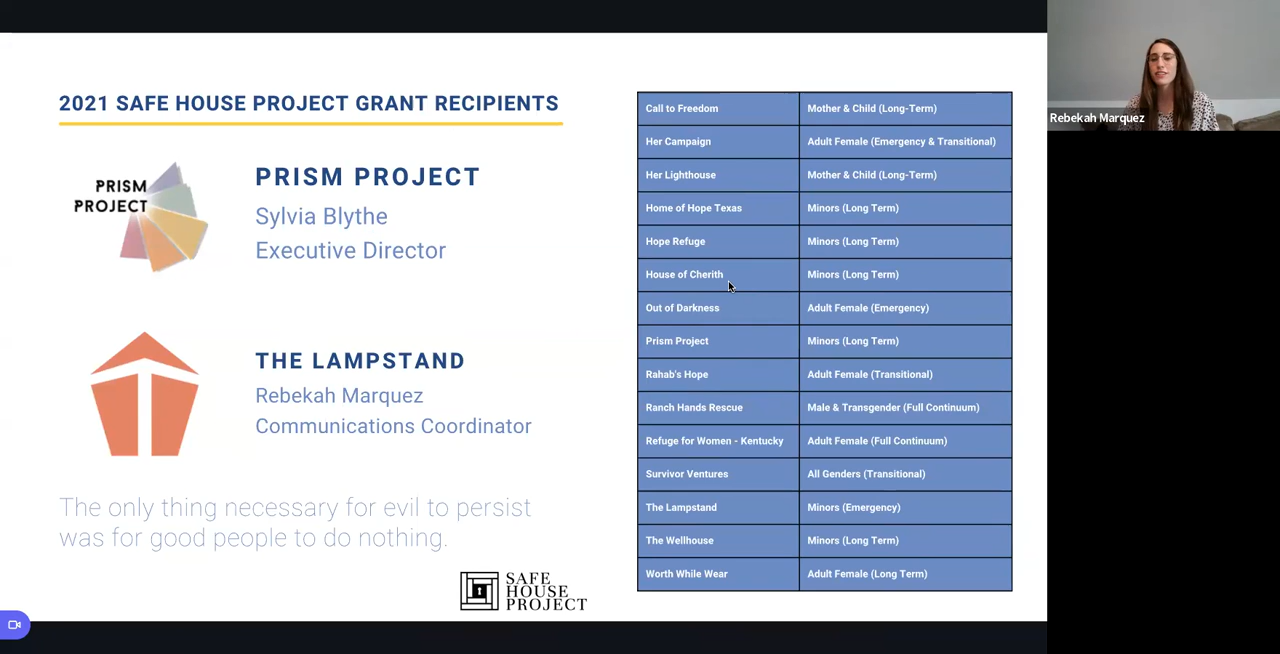 2021 SAFE HOUSE PROJECT GRANT RECIPIENTS
PRISM
PROJECT
PRISM PROJECT
Sylvia Blythe
Executive Director
THE LAMPSTAND
Rebekah Marquez
Communications Coordinator
The only thing necessary for evil to persist
was for good people to do nothing.
SAFE
HOUSE
PROJECT
Call to Freedom Mother & Child (Long-Term)
Her Campaign Adult Female (Emergency & Transitional)
Her Lighthouse Mother & Child (Long-Term)
Home of Hope Texas Minors (Long Term)
Hope Refuge Minors (Long Term)
House of Cherith Minors (Long Term)
Out of Darkness Adult Female (Emergency)
Prism Project Minors (Long Term)
Rahab's Hope Adult Female (Transitional)
Ranch Hands Rescue Male & Transgender (Full Continuum)
Refuge for Women - Kentucky Adult Female (Full Continuum)
Survivor Ventures All Genders (Transitional)
The Lampstand Minors (Emergency)
The Wellhouse Minors (Long Term)
Worth While Wear Adult Female (Long Term)
Rebekah Marquez